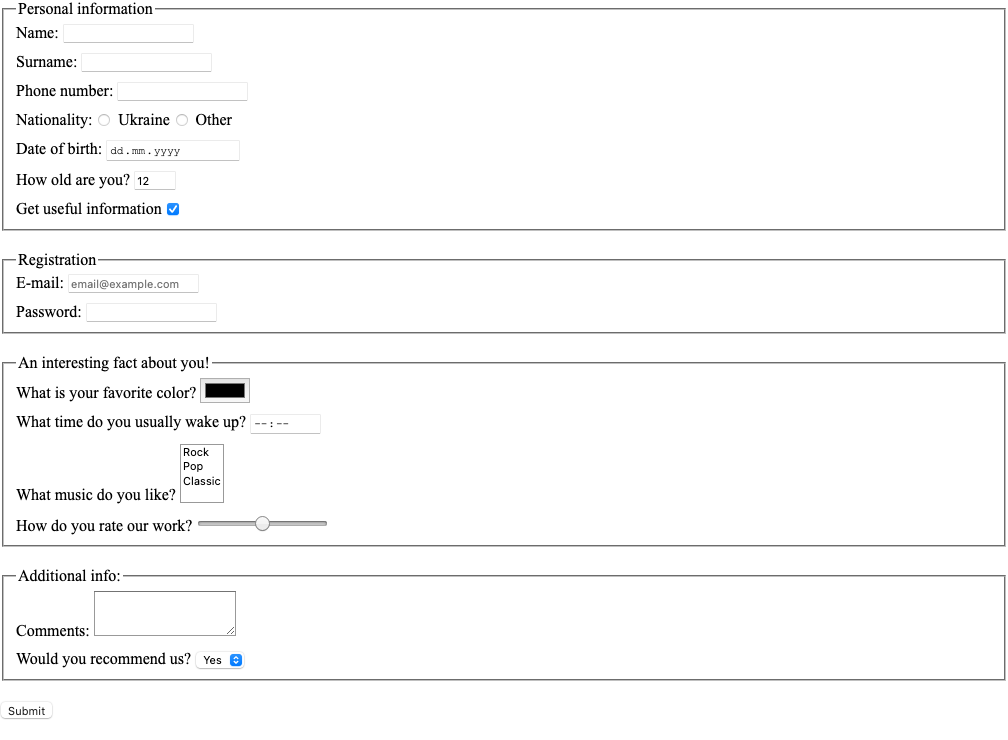 Personal information
Name:
Surname:
Phone number:
Nationality: Ukraine Other
Date of birth: dd.mm.yyyy
How old are you? 12
Get useful information
Registration
E-mail: email@example.com
Password:
An interesting fact about you!
What is your favorite color?
What time do you usually wake up? --:--
Rock
Pop
Classic
What music do you like?
How do you rate our work?
Additional info:
Comments:
Would you recommend us? Yes
Submit